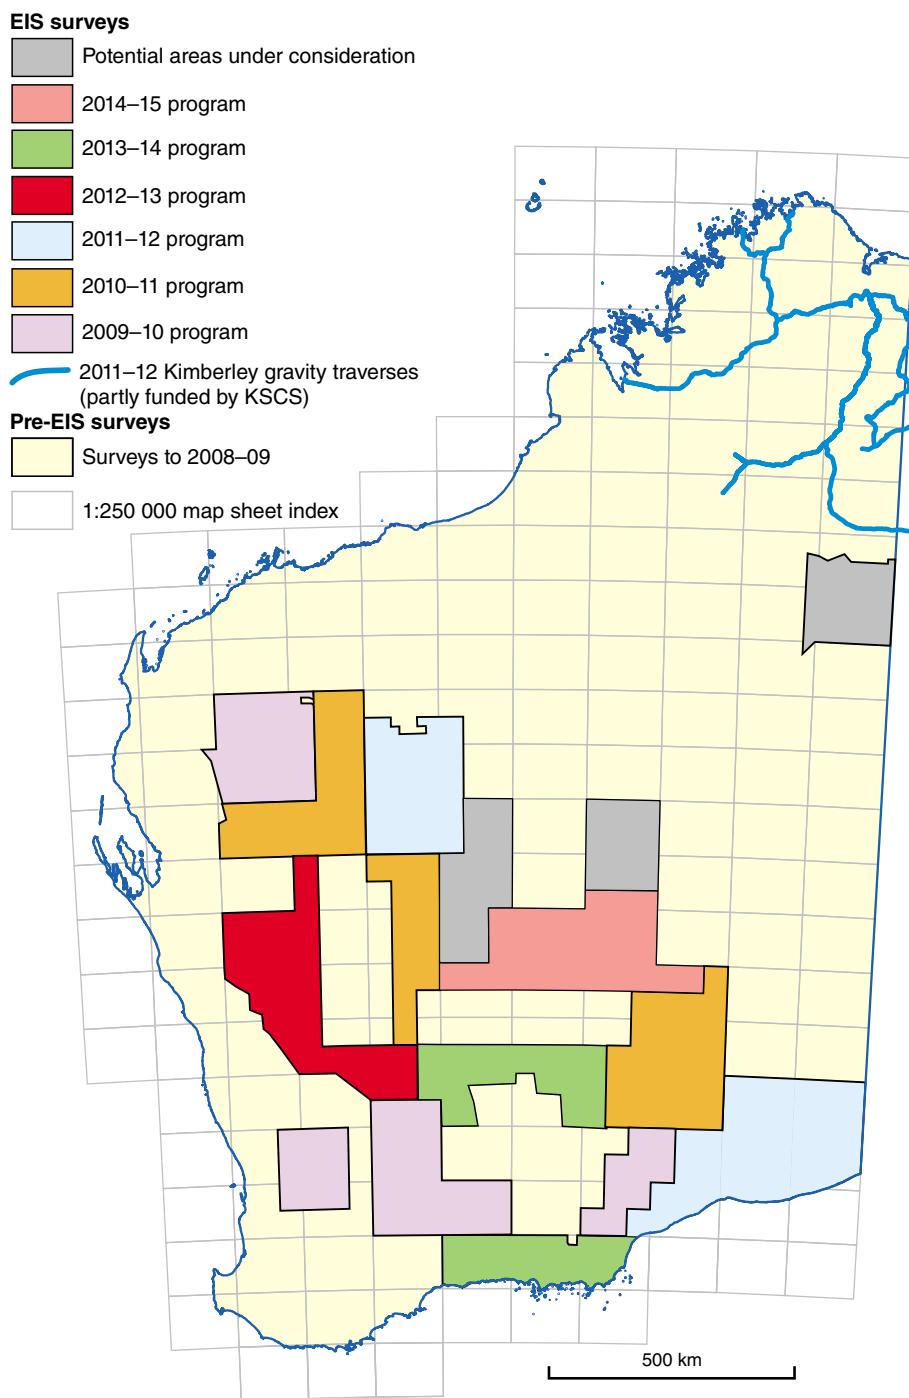 EIS surveys
Potential areas under consideration
2014–15 program
2013–14 program
2012–13 program
2011–12 program
2010–11 program
2009–10 program
2011–12 Kimberley gravity traverses
(partly funded by KSCS)
Pre-EIS surveys
Surveys to 2008–09
1:250 000 map sheet index
500 km